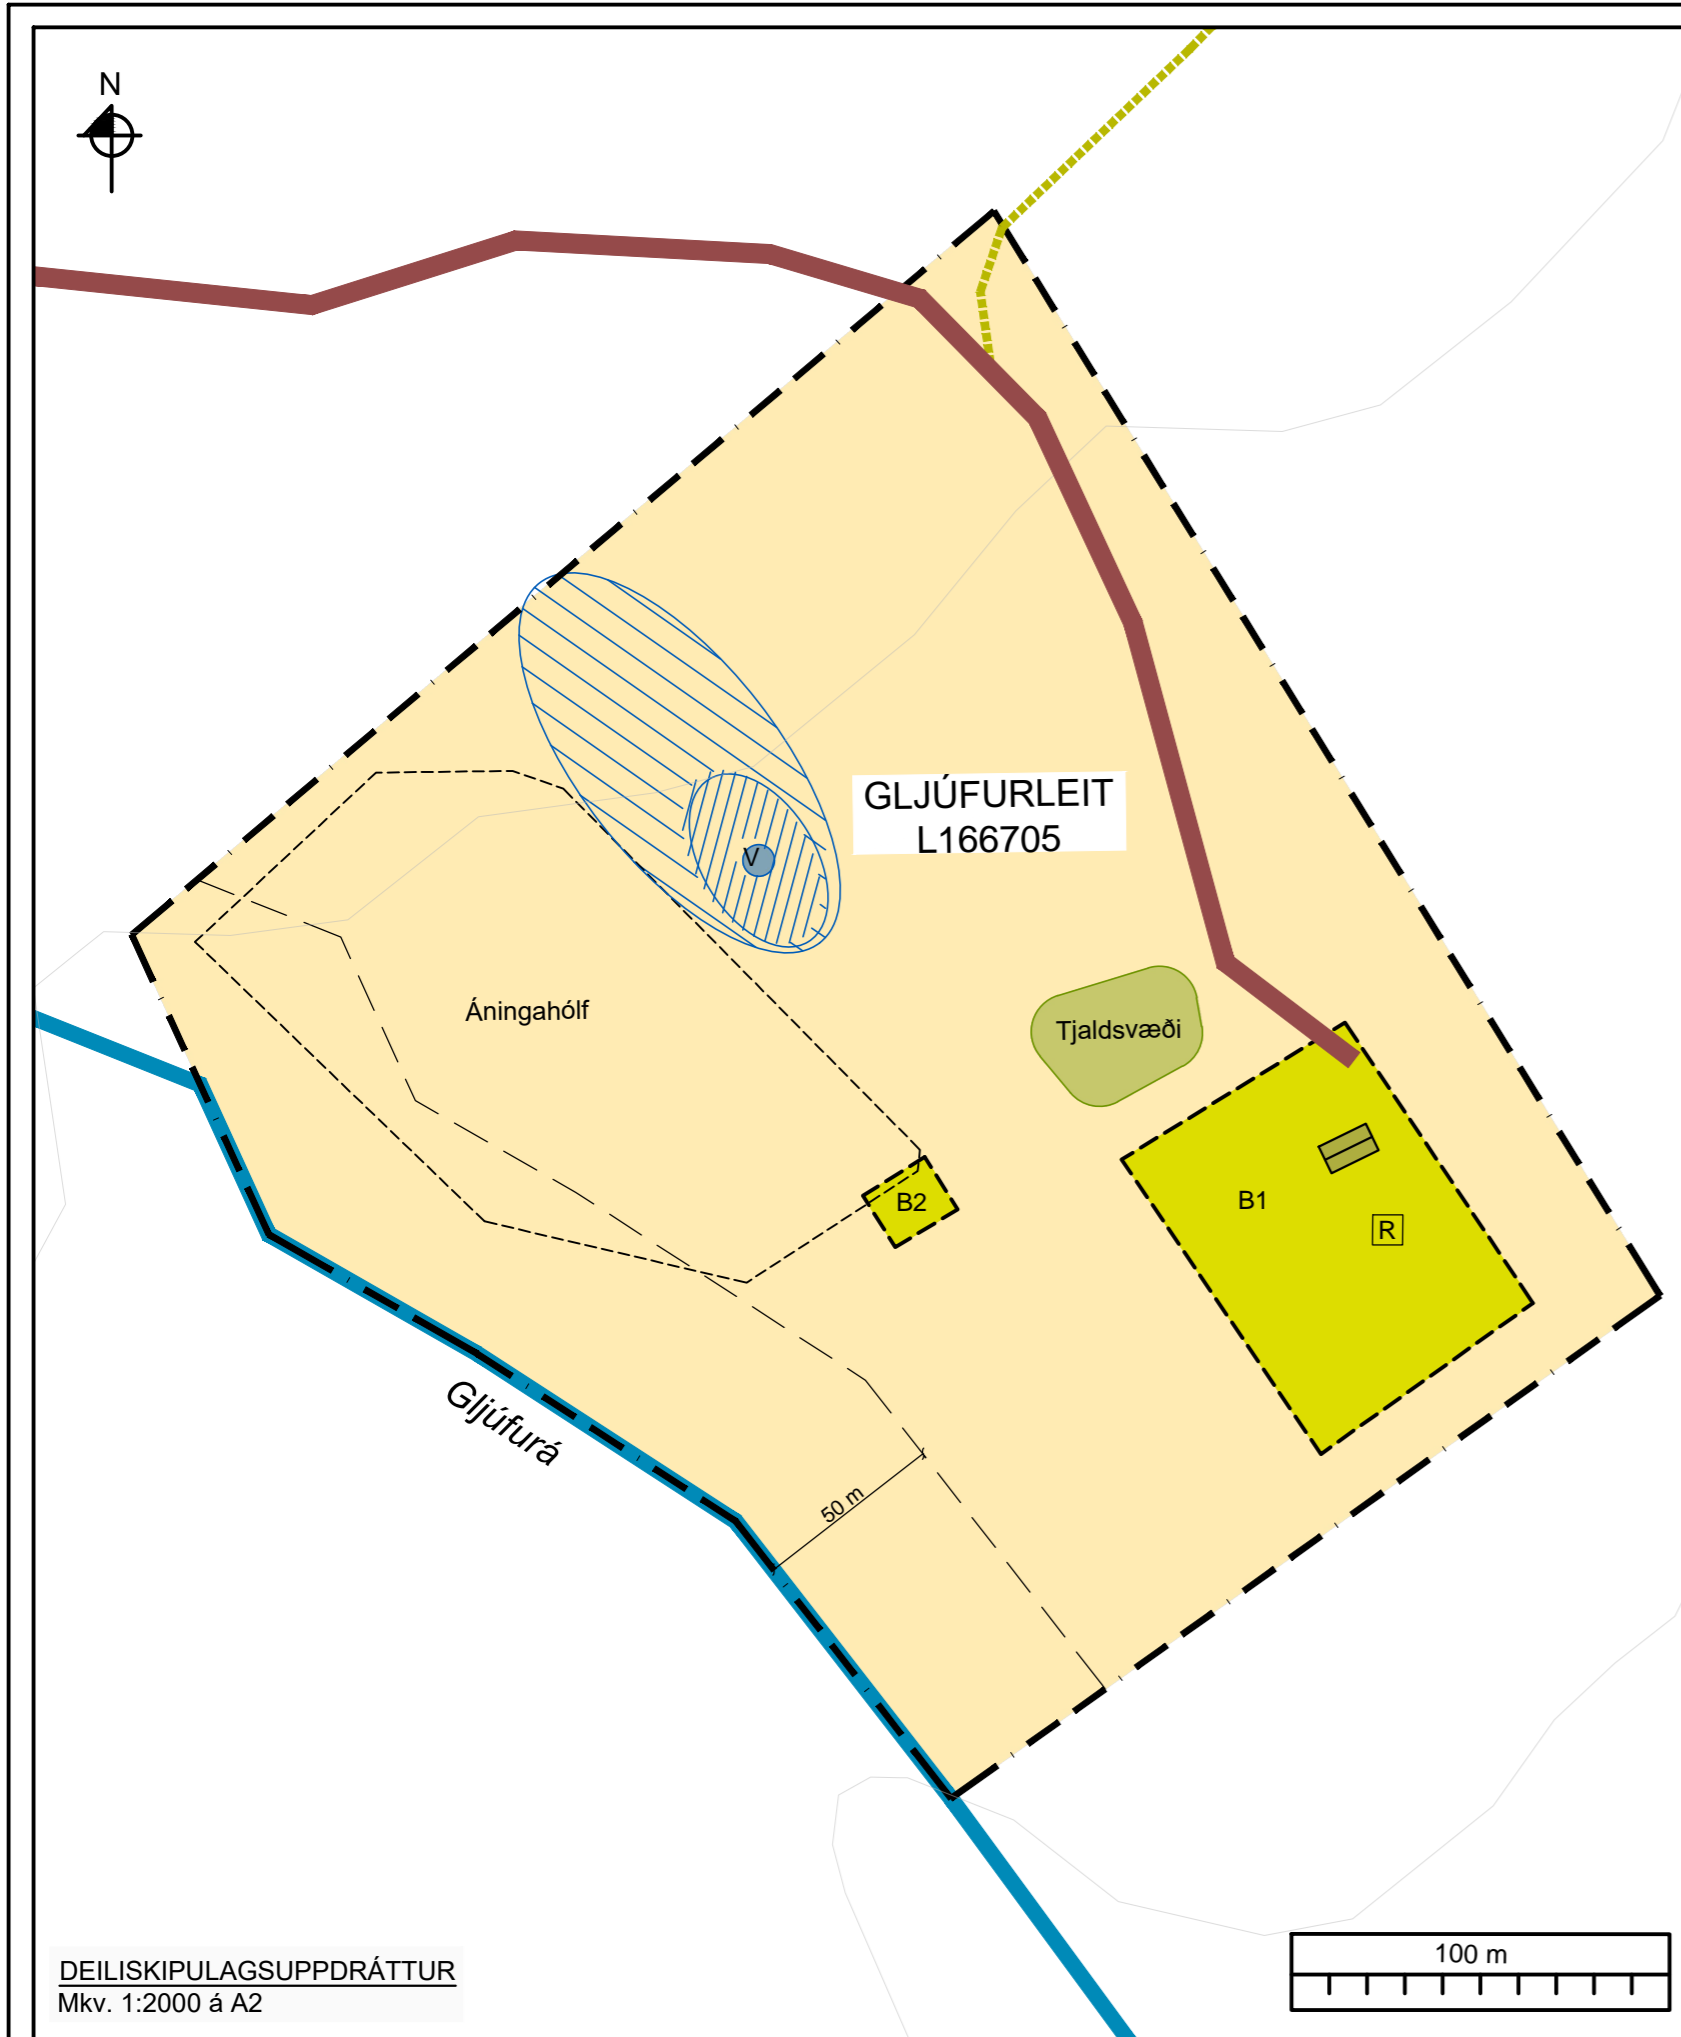 N
GLJÚFURLEIT
L166705
V
Áningahólf
Tjaldsvæði
B1
B2
R
Gljúfurá
50 m
DEILISKIPULAGSUPPDRÁTTUR
Mkv. 1:2000 á A2
100 m